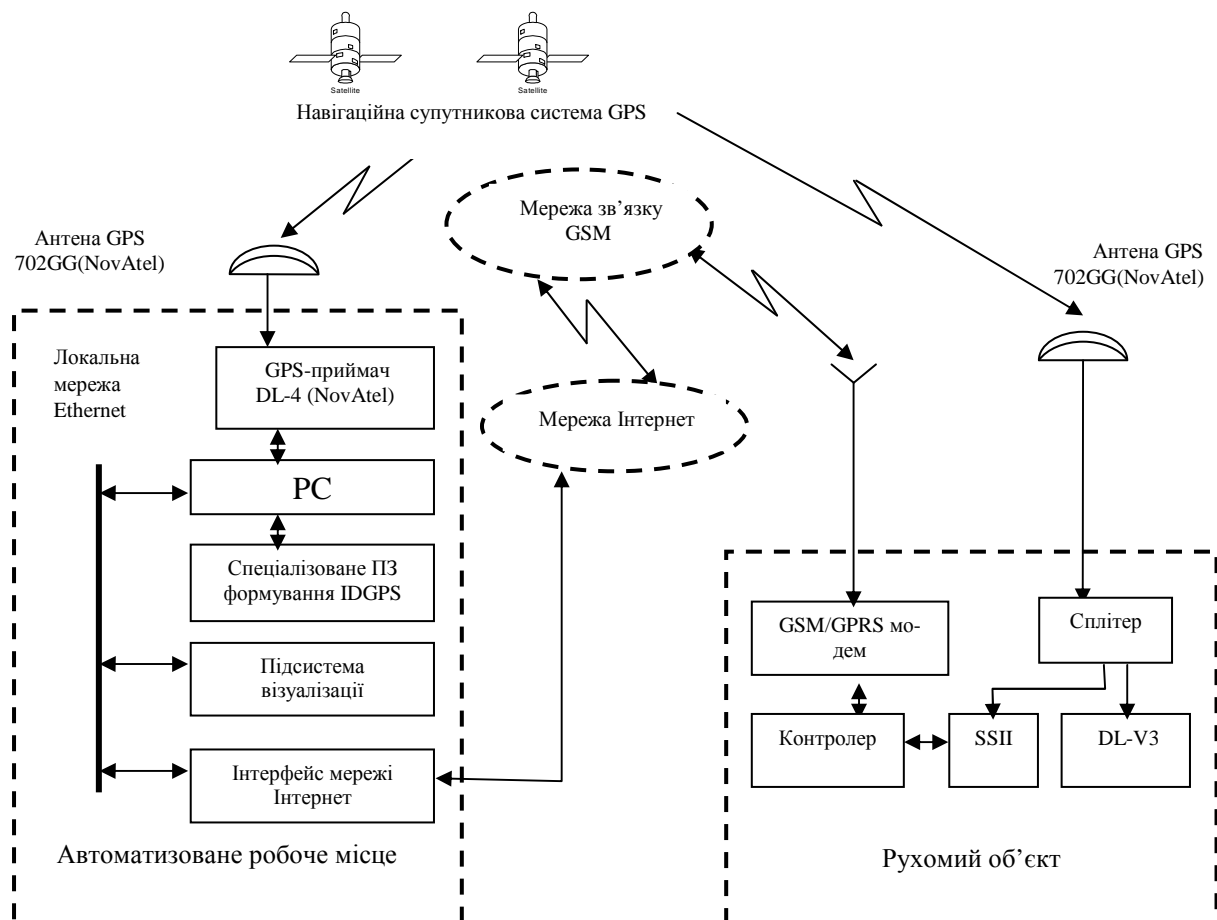 Satellite
Satellite
Навігаційна супутникова система GPS
Мережа зв’язку
GSM
Антена GPS
702GG(NovAtel)
Антена GPS
702GG(NovAtel)
Локальна
мережа
Ethernet
GPS-приймач
DL-4 (NovAtel)
Мережа Інтернет
PC
Спеціалізоване ПЗ
формування IDGPS
Підсистема
візуалізації
Інтерфейс мережі
Інтернет
Автоматизоване робоче місце
GSM/GPRS мо-
дем
Сплітер
Контролер
SSII
DL-V3
Рухомий об’єкт